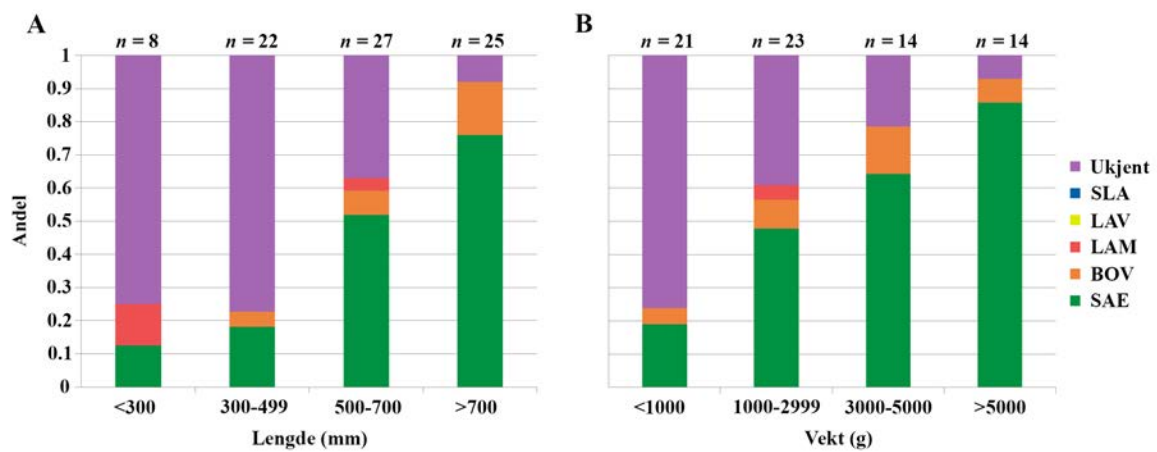 A
n = 8 n = 22 n = 27 n = 25
1
0.9
0.8
0.7
0.6
0.5
0.4
0.3
0.2
0.1
0
Andel
<300 300-499 500-700 >700
Lengde (mm)
B
n = 21 n = 23 n = 14 n = 14
<1000 1000-2999 3000-5000 >5000
Vekt (g)
Ukjent
SLA
LAV
LAM
BOV
SAE